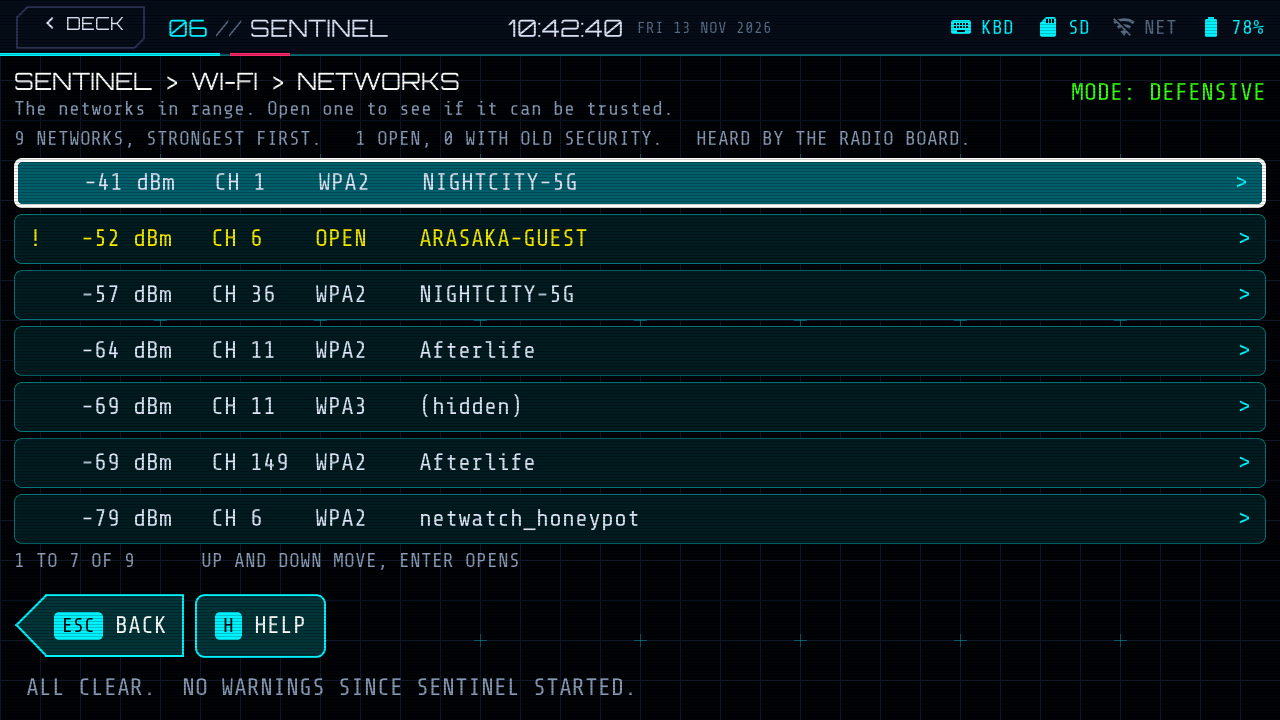 < DECK 06 // SENTINEL 10:42:40 FRI 13 NOV 2026 KBD SD NET 78%
SENTINEL > WI-FI > NETWORKS
MODE: DEFENSIVE
The networks in range. Open one to see if it can be trusted.
9 NETWORKS, STRONGEST FIRST. 1 OPEN, 0 WITH OLD SECURITY. HEARD BY THE RADIO BOARD.
-41 dBm CH 1 WPA2 NIGHTCITY-5G >
! -52 dBm CH 6 OPEN ARASAKA-GUEST >
-57 dBm CH 36 WPA2 NIGHTCITY-5G >
-64 dBm CH 11 WPA2 Afterlife >
-69 dBm CH 11 WPA3 (hidden) >
-69 dBm CH 149 WPA2 Afterlife >
-79 dBm CH 6 WPA2 netwatch_honeypot >
1 TO 7 OF 9 UP AND DOWN MOVE, ENTER OPENS
ESC BACK H HELP
ALL CLEAR. NO WARNINGS SINCE SENTINEL STARTED.